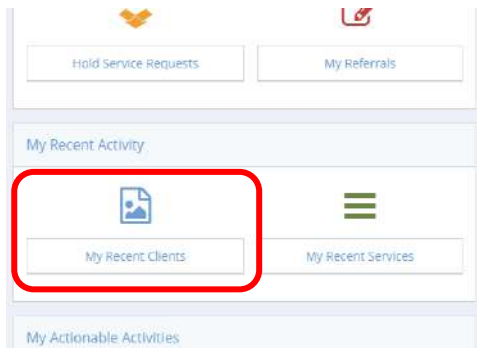 Hold Service Requests
My Referrals
My Recent Activity
My Recent Clients
My Recent Services
My Actionable Activities